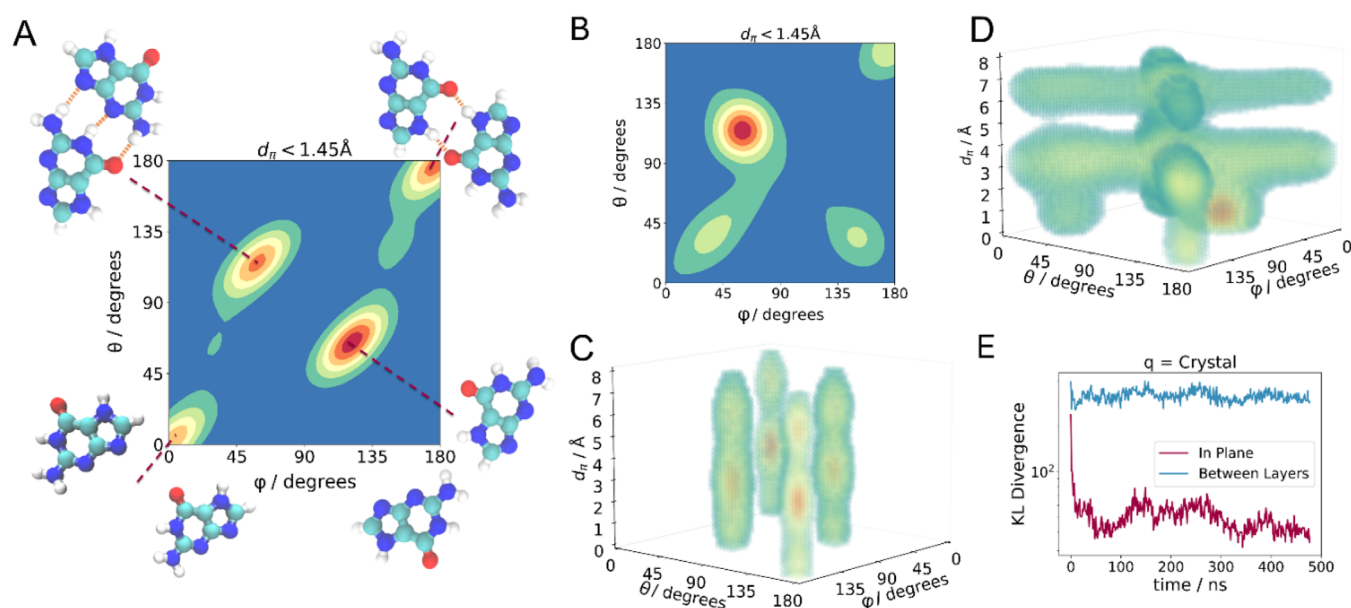 A
dπ < 1.45Å
180
135
90
45
0
θ / degrees
0
45
90
135
180
φ / degrees
B
dπ < 1.45Å
180
135
90
45
0
θ / degrees
0
45
90
135
180
φ / degrees
C
8
7
6
5
4
3
2
1
0
dπ / Å
45
90
135
180
θ / degrees
135
90
45
0
φ / degrees
D
8
7
6
5
4
3
2
1
0
dπ / Å
45
90
135
180
θ / degrees
135
90
45
0
φ / degrees
E
q = Crystal
KL Divergence
10²
In Plane
Between Layers
0
100
200
300
400
500
time / ns